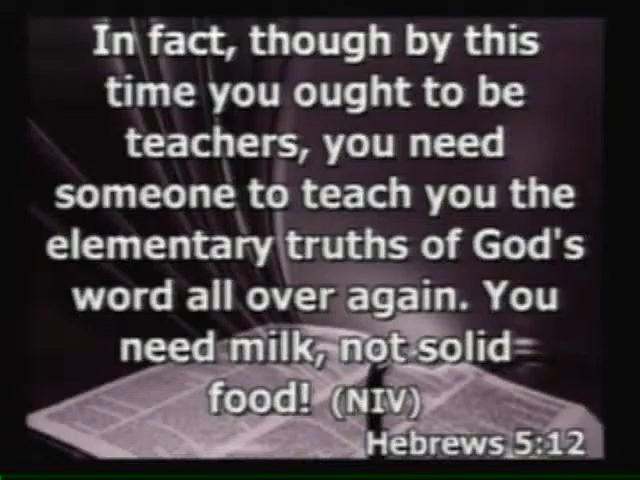 In fact, though by this
time you ought to be
teachers, you need
someone to teach you the
elementary truths of God's
word all over again. You
need milk, not solid
food! (NIV)
Hebrews 5:12